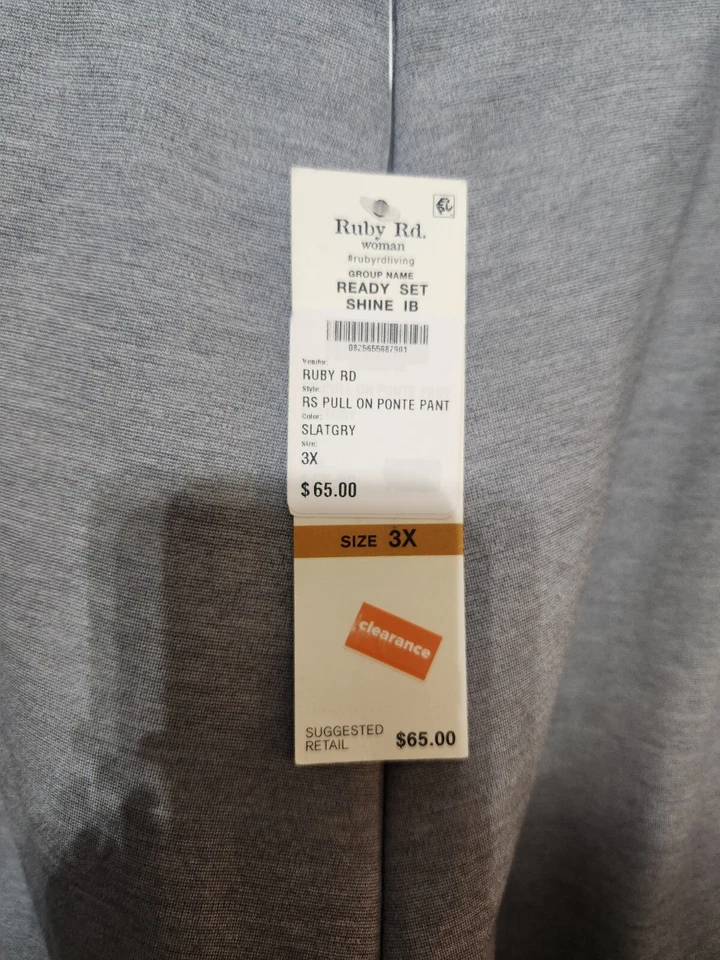 Ruby Rd.
woman
#rubyrdliving
GROUP NAME
READY SET
SHINE IB
Vendor:
RUBY RD
Style:
RS PULL ON PONTE PANT
Color:
SLATGRY
Size:
3X
$65.00
SIZE 3X
clearance
SUGGESTED
RETAIL $65.00